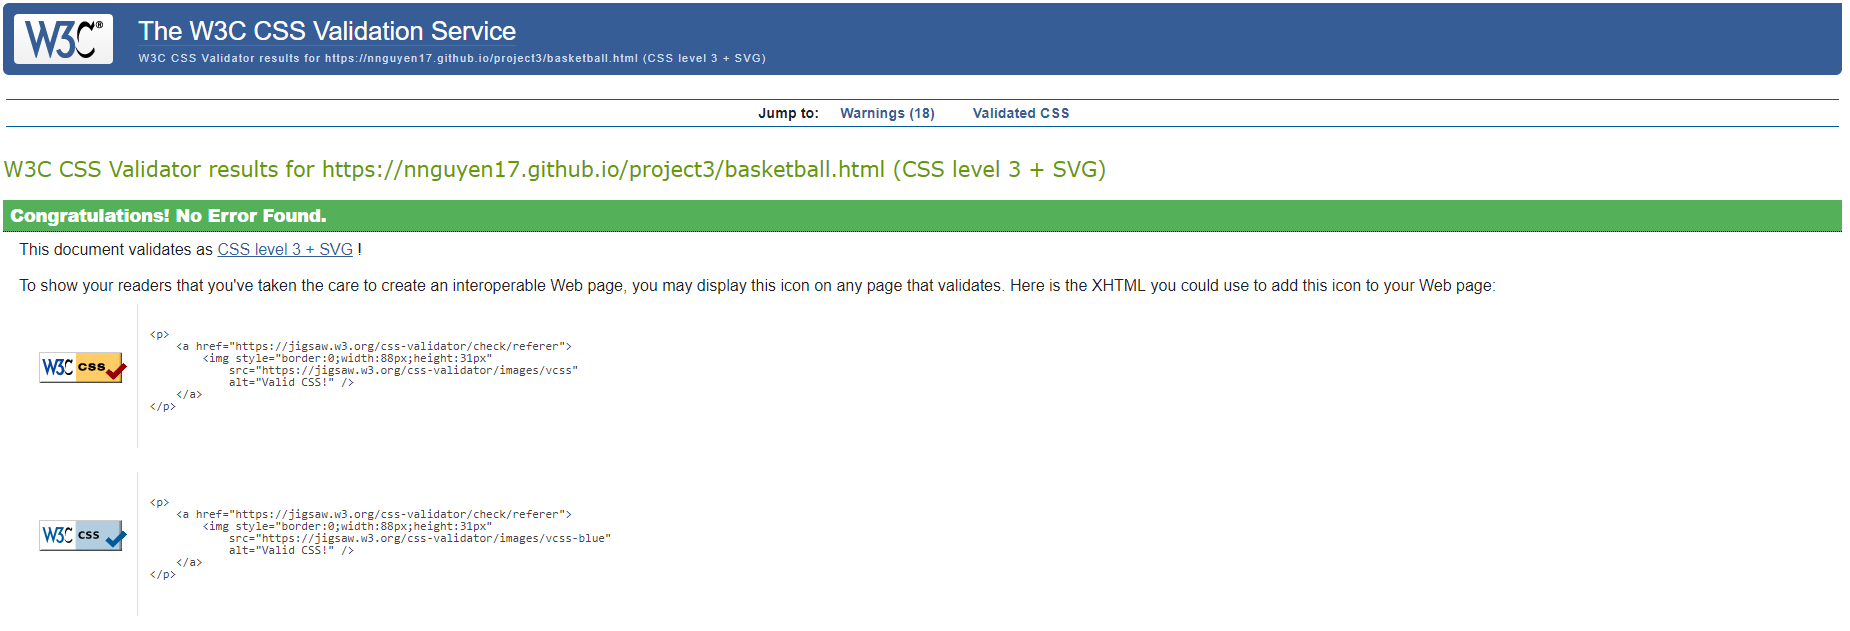 W3C®
The W3C CSS Validation Service
W3C CSS Validator results for https://nnguyen17.github.io/project3/basketball.html (CSS level 3 + SVG)
Jump to: Warnings (18) Validated CSS
W3C CSS Validator results for https://nnguyen17.github.io/project3/basketball.html (CSS level 3 + SVG)
Congratulations! No Error Found.
This document validates as CSS level 3 + SVG !
To show your readers that you've taken the care to create an interoperable Web page, you may display this icon on any page that validates. Here is the XHTML you could use to add this icon to your Web page:
W3C css
<p>
<a href="https://jigsaw.w3.org/css-validator/check/referer">
<img style="border:0;width:88px;height:31px"
src="https://jigsaw.w3.org/css-validator/images/vcss"
alt="Valid CSS!" />
</a>
</p>
W3C css
<p>
<a href="https://jigsaw.w3.org/css-validator/check/referer">
<img style="border:0;width:88px;height:31px"
src="https://jigsaw.w3.org/css-validator/images/vcss-blue"
alt="Valid CSS!" />
</a>
</p>